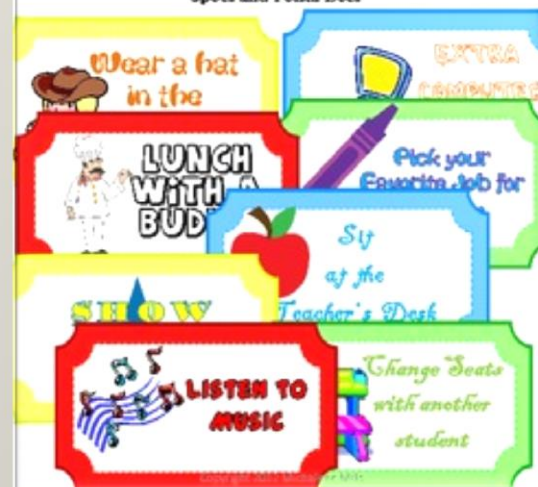 Wear a hat
in the
EXTRA
COMPUTER
LUNCH
WITH A
BUD
Pick your
Favorite Job for
Sit
at the
Teacher's Desk
SHOW
LISTEN TO
MUSIC
Change Seats
with another
student